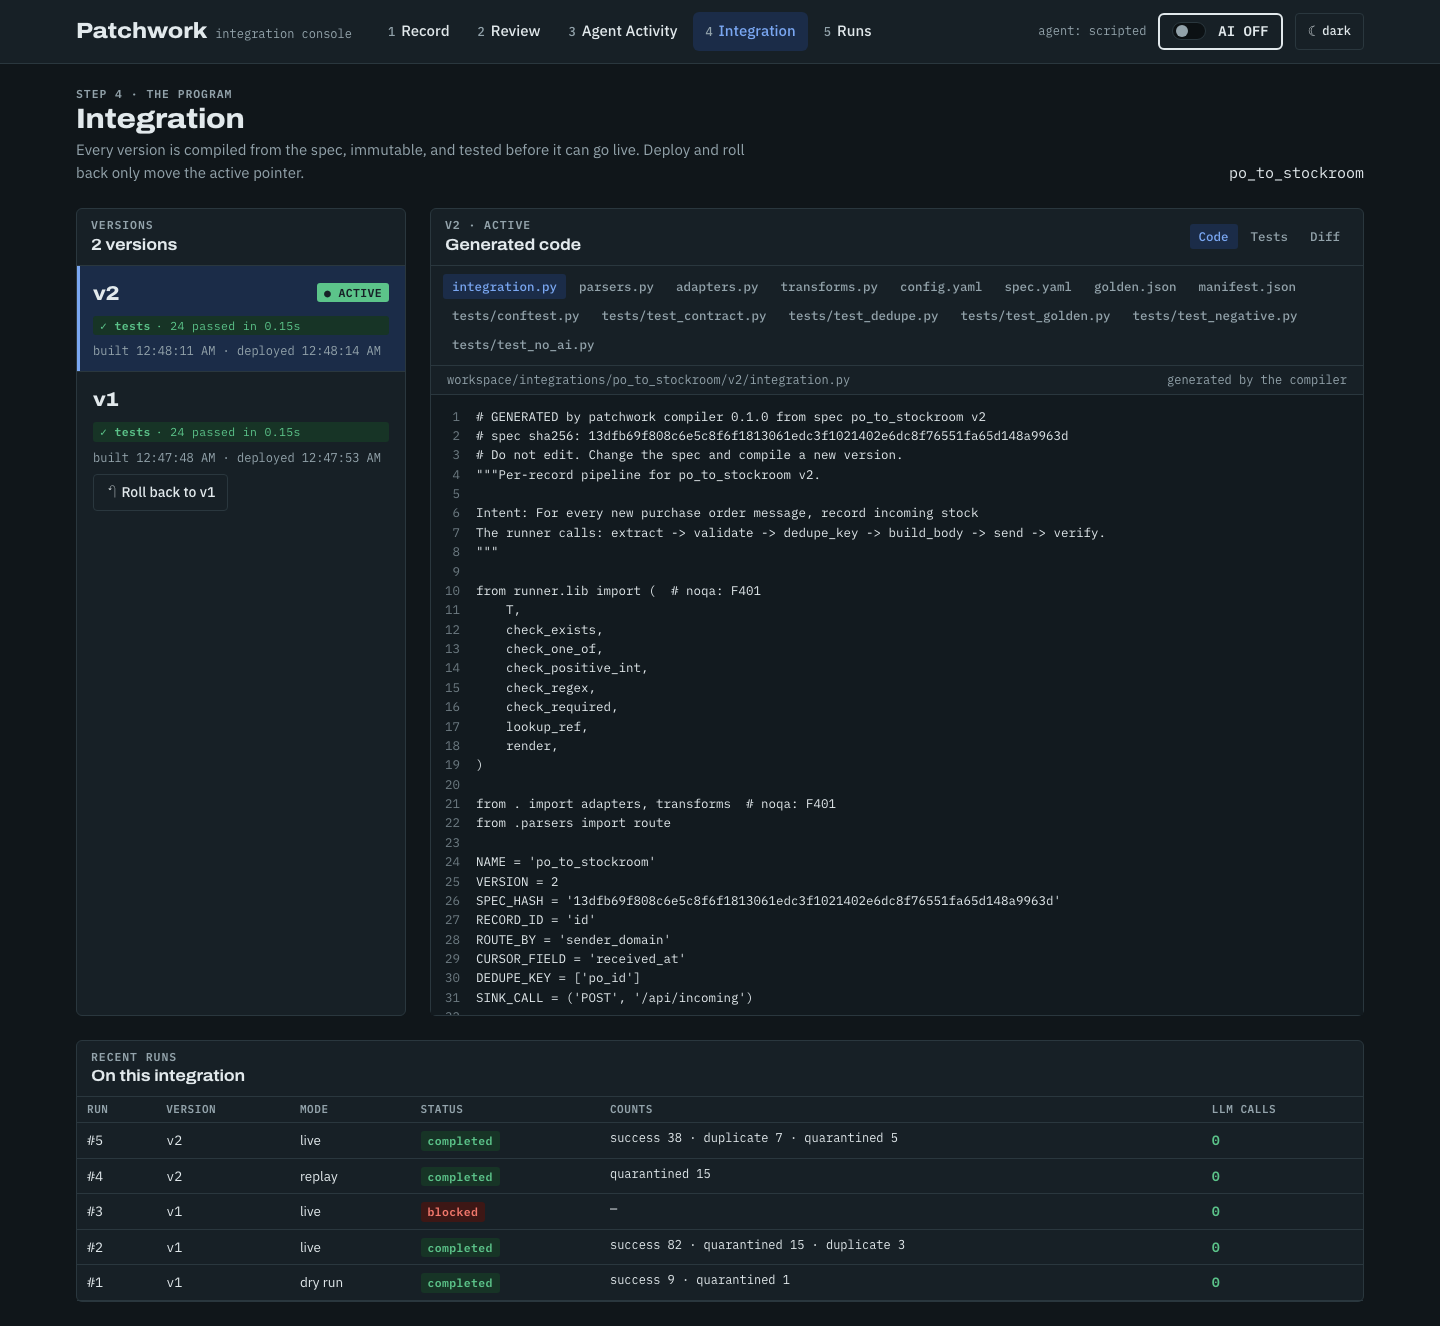 Patchwork integration console 1 Record 2 Review 3 Agent Activity 4 Integration 5 Runs agent: scripted AI OFF ☾ dark
STEP 4 · THE PROGRAM
Integration
Every version is compiled from the spec, immutable, and tested before it can go live. Deploy and roll
back only move the active pointer.
po_to_stockroom
VERSIONS
2 versions
v2 ● ACTIVE
✓ tests · 24 passed in 0.15s
built 12:48:11 AM · deployed 12:48:14 AM
v1
✓ tests · 24 passed in 0.15s
built 12:47:48 AM · deployed 12:47:53 AM
Roll back to v1
V2 · ACTIVE
Generated code
Code Tests Diff
integration.py parsers.py adapters.py transforms.py config.yaml spec.yaml golden.json manifest.json
tests/conftest.py tests/test_contract.py tests/test_dedupe.py tests/test_golden.py tests/test_negative.py
tests/test_no_ai.py
workspace/integrations/po_to_stockroom/v2/integration.py generated by the compiler
1 # GENERATED by patchwork compiler 0.1.0 from spec po_to_stockroom v2
2 # spec sha256: 13dfb69f808c6e5c8f6f1813061edc3f1021402e6dc8f76551fa65d148a9963d
3 # Do not edit. Change the spec and compile a new version.
4 """Per-record pipeline for po_to_stockroom v2.
5
6 Intent: For every new purchase order message, record incoming stock
7 The runner calls: extract -> validate -> dedupe_key -> build_body -> send -> verify.
8 """
9
10 from runner.lib import (  # noqa: F401
11     T,
12     check_exists,
13     check_one_of,
14     check_positive_int,
15     check_regex,
16     check_required,
17     lookup_ref,
18     render,
19 )
20
21 from . import adapters, transforms  # noqa: F401
22 from .parsers import route
23
24 NAME = 'po_to_stockroom'
25 VERSION = 2
26 SPEC_HASH = '13dfb69f808c6e5c8f6f1813061edc3f1021402e6dc8f76551fa65d148a9963d'
27 RECORD_ID = 'id'
28 ROUTE_BY = 'sender_domain'
29 CURSOR_FIELD = 'received_at'
30 DEDUPE_KEY = ['po_id']
31 SINK_CALL = ('POST', '/api/incoming')
RECENT RUNS
On this integration
RUN VERSION MODE STATUS COUNTS LLM CALLS
#5 v2 live completed success 38 · duplicate 7 · quarantined 5 0
#4 v2 replay completed quarantined 15 0
#3 v1 live blocked — 0
#2 v1 live completed success 82 · quarantined 15 · duplicate 3 0
#1 v1 dry run completed success 9 · quarantined 1 0